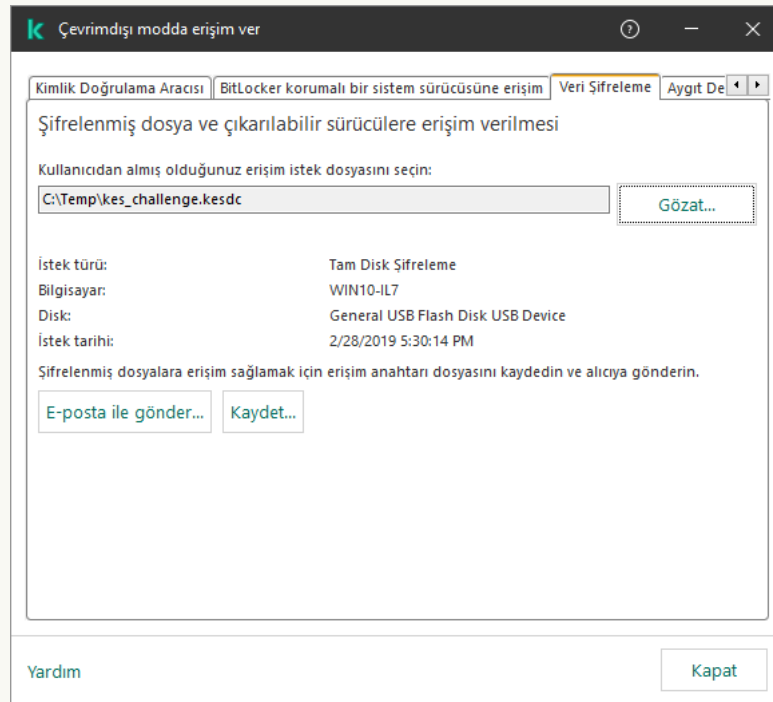 Çevrimdışı modda erişim ver
Kimlik Doğrulama Aracısı BitLocker korumalı bir sistem sürücüsüne erişim Veri Şifreleme Aygıt De
Şifrelenmiş dosya ve çıkarılabilir sürücülere erişim verilmesi
Kullanıcıdan almış olduğunuz erişim istek dosyasını seçin:
C:\Temp\kes_challenge.kesdc Gözat...
İstek türü: Tam Disk Şifreleme
Bilgisayar: WIN10-IL7
Disk: General USB Flash Disk USB Device
İstek tarihi: 2/28/2019 5:30:14 PM
Şifrelenmiş dosyalara erişim sağlamak için erişim anahtarı dosyasını kaydedin ve alıcıya gönderin.
E-posta ile gönder... Kaydet...
Yardım Kapat